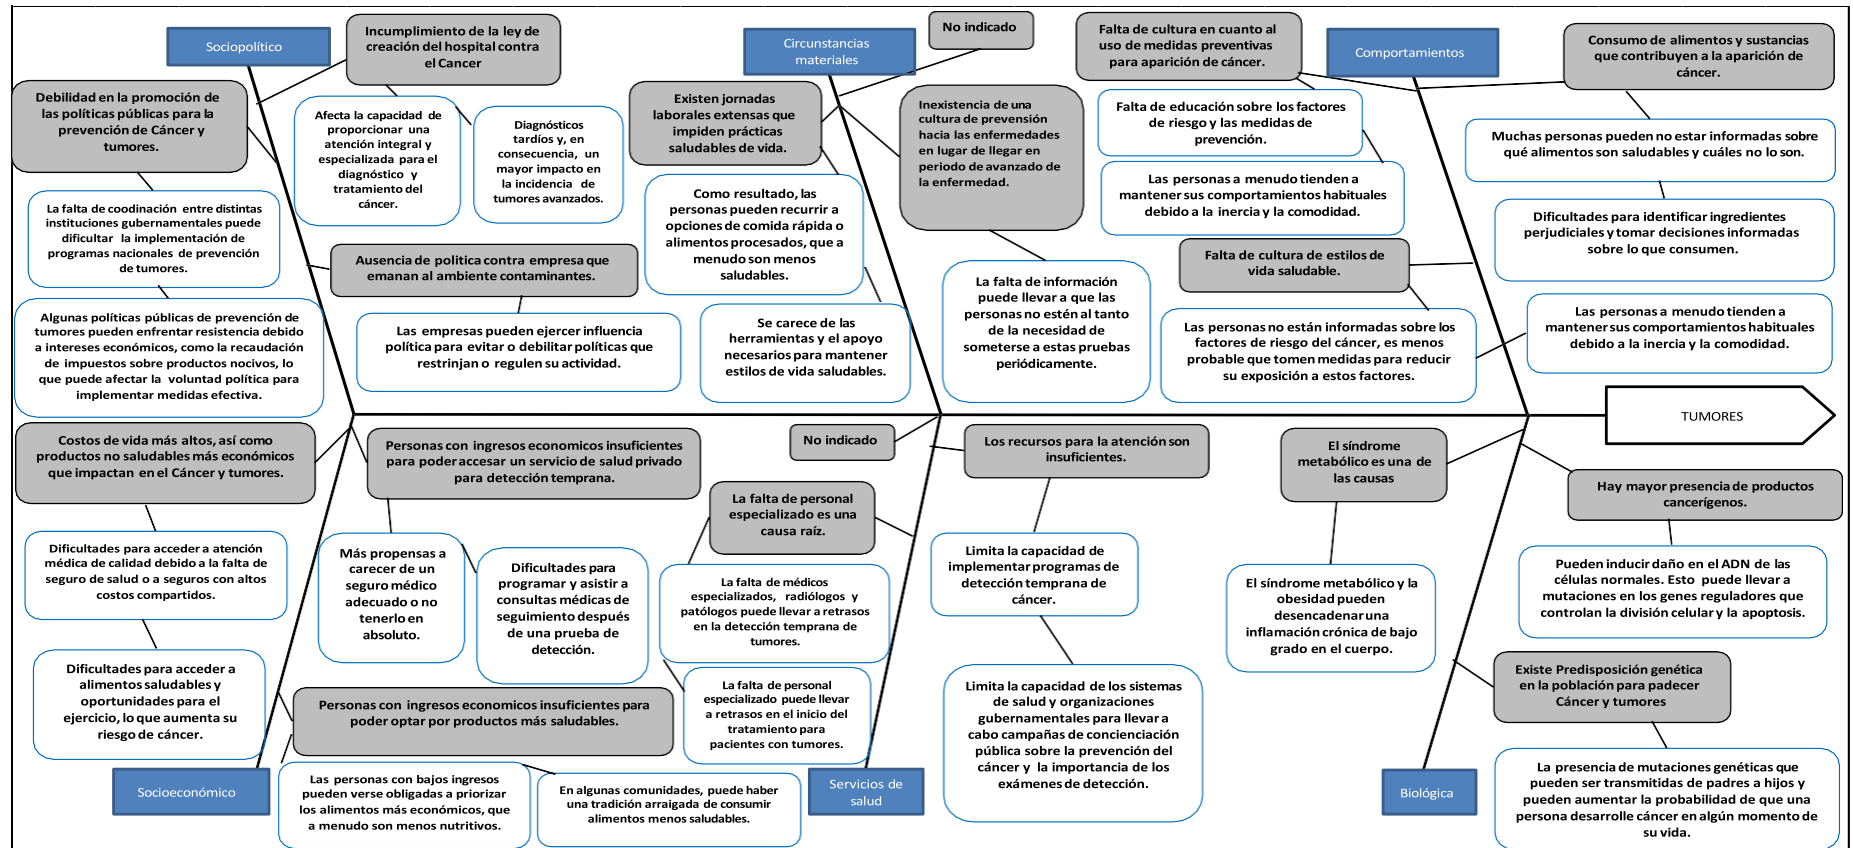 Sociopolítico
Incumplimiento de la ley de
creación del hospital contra
el Cancer
Debilidad en la promoción de
las políticas públicas para la
prevención de Cáncer y
tumores.
Afecta la capacidad de
proporcionar una
atención integral y
especializada para el
diagnóstico y
tratamiento del
cáncer.
Diagnósticos
tardíos y, en
consecuencia, un
mayor impacto en
la incidencia de
tumores avanzados.
La falta de coodinación entre distintas
instituciones gubernamentales puede
dificultar la implementación de
programas nacionales de prevención
de tumores.
Ausencia de politica contra empresa que
emanan al ambiente contaminantes.
Algunas políticas públicas de prevención de
tumores pueden enfrentar resistencia debido
a intereses económicos, como la recaudación
de impuestos sobre productos nocivos, lo
que puede afectar la voluntad política para
implementar medidas efectiva.
Las empresas pueden ejercer influencia
política para evitar o debilitar políticas que
restrinjan o regulen su actividad.
Circunstancias
materiales
No indicado
Existen jornadas
laborales extensas que
impiden prácticas
saludables de vida.
Inexistencia de una
cultura de prevensión
hacia las enfermedades
en lugar de llegar en
periodo de avanzado de
la enfermedad.
Como resultado, las
personas pueden recurrir a
opciones de comida rápida o
alimentos procesados, que a
menudo son menos
saludables.
Se carece de las
herramientas y el apoyo
necesarios para mantener
estilos de vida saludables.
La falta de información
puede llevar a que las
personas no estén al tanto
de la necesidad de
someterse a estas pruebas
periódicamente.
Falta de cultura en cuanto al
uso de medidas preventivas
para aparición de cáncer.
Comportamientos
Consumo de alimentos y sustancias
que contribuyen a la aparición de
cáncer.
Falta de educación sobre los factores
de riesgo y las medidas de
prevención.
Las personas a menudo tienden a
mantener sus comportamientos habituales
debido a la inercia y la comodidad.
Muchas personas pueden no estar informadas sobre
qué alimentos son saludables y cuáles no lo son.
Dificultades para identificar ingredientes
perjudiciales y tomar decisiones informadas
sobre lo que consumen.
Falta de cultura de estilos de
vida saludable.
Las personas no están informadas sobre los
factores de riesgo del cáncer, es menos
probable que tomen medidas para reducir
su exposición a estos factores.
Las personas a menudo tienden a
mantener sus comportamientos habituales
debido a la inercia y la comodidad.
TUMORES
Costos de vida más altos, así como
productos no saludables más económicos
que impactan en el Cáncer y tumores.
Personas con ingresos economicos insuficientes
para poder accesar un servicio de salud privado
para detección temprana.
Dificultades para acceder a atención
médica de calidad debido a la falta de
seguro de salud o a seguros con altos
costos compartidos.
Más propensas a
carecer de un
seguro médico
adecuado o no
tenerlo en
absoluto.
Dificultades para
programar y asistir a
consultas médicas de
seguimiento después
de una prueba de
detección.
Dificultades para acceder a
alimentos saludables y
oportunidades para el
ejercicio, lo que aumenta su
riesgo de cáncer.
Personas con ingresos economicos insuficientes para
poder optar por productos más saludables.
Socioeconómico
Las personas con bajos ingresos
pueden verse obligadas a priorizar
los alimentos más económicos, que
a menudo son menos nutritivos.
En algunas comunidades, puede haber
una tradición arraigada de consumir
alimentos menos saludables.
No indicado
Los recursos para la atención son
insuficientes.
La falta de personal
especializado es una
causa raíz.
La falta de médicos
especializados, radiólogos y
patólogos puede llevar a retrasos
en la detección temprana de
tumores.
Limita la capacidad de
implementar programas de
detección temprana de
cáncer.
La falta de personal
especializado puede llevar
a retrasos en el inicio del
tratamiento para
pacientes con tumores.
Limita la capacidad de los sistemas
de salud y organizaciones
gubernamentales para llevar a
cabo campañas de concienciación
pública sobre la prevención del
cáncer y la importancia de los
exámenes de detección.
Servicios de
salud
El síndrome
metabólico es una de
las causas
Hay mayor presencia de productos
cancerígenos.
El síndrome metabólico y la
obesidad pueden
desencadenar una
inflamación crónica de bajo
grado en el cuerpo.
Pueden inducir daño en el ADN de las
células normales. Esto puede llevar a
mutaciones en los genes reguladores que
controlan la división celular y la apoptosis.
Existe Predisposición genética
en la población para padecer
Cáncer y tumores
Biológica
La presencia de mutaciones genéticas que
pueden ser transmitidas de padres a hijos y
pueden aumentar la probabilidad de que una
persona desarrolle cáncer en algún momento de
su vida.